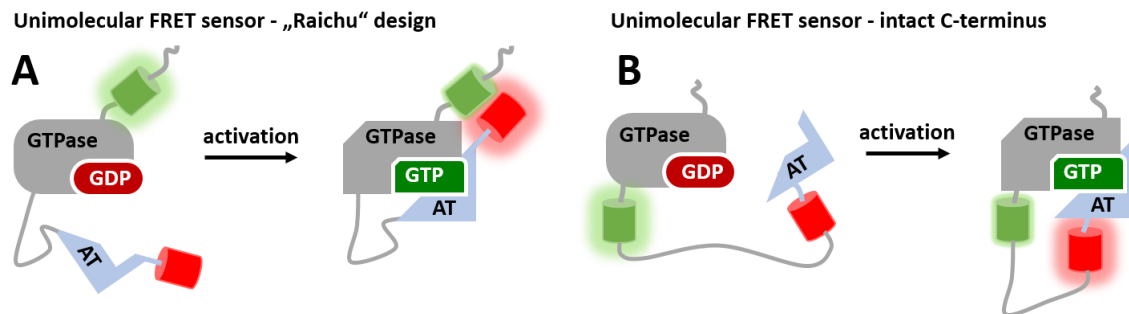 Unimolecular FRET sensor - „Raichu“ design
Unimolecular FRET sensor - intact C-terminus
A
GTPase
GDP
AT
activation
GTPase
GTP
AT
B
GTPase
GDP
AT
activation
GTPase
GTP
AT